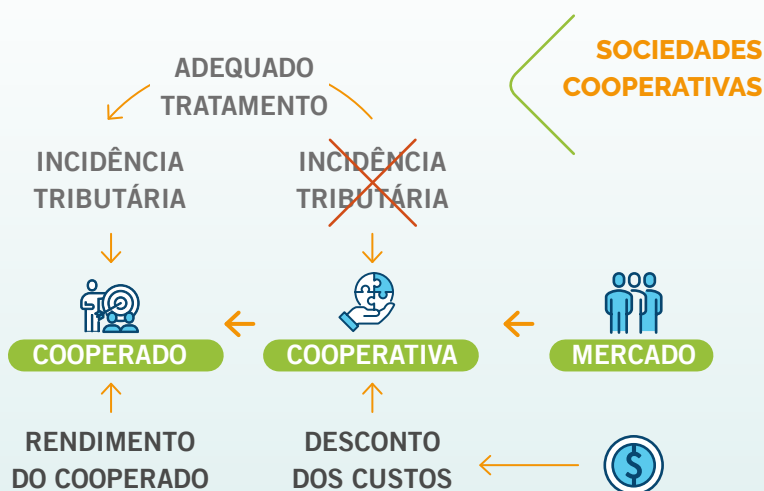 SOCIEDADES
COOPERATIVAS
ADEQUADO
TRATAMENTO
INCIDÊNCIA
TRIBUTÁRIA
INCIDÊNCIA
TRIBUTÁRIA
COOPERADO
COOPERATIVA
MERCADO
RENDIMENTO
DO COOPERADO
DESCONTO
DOS CUSTOS
$